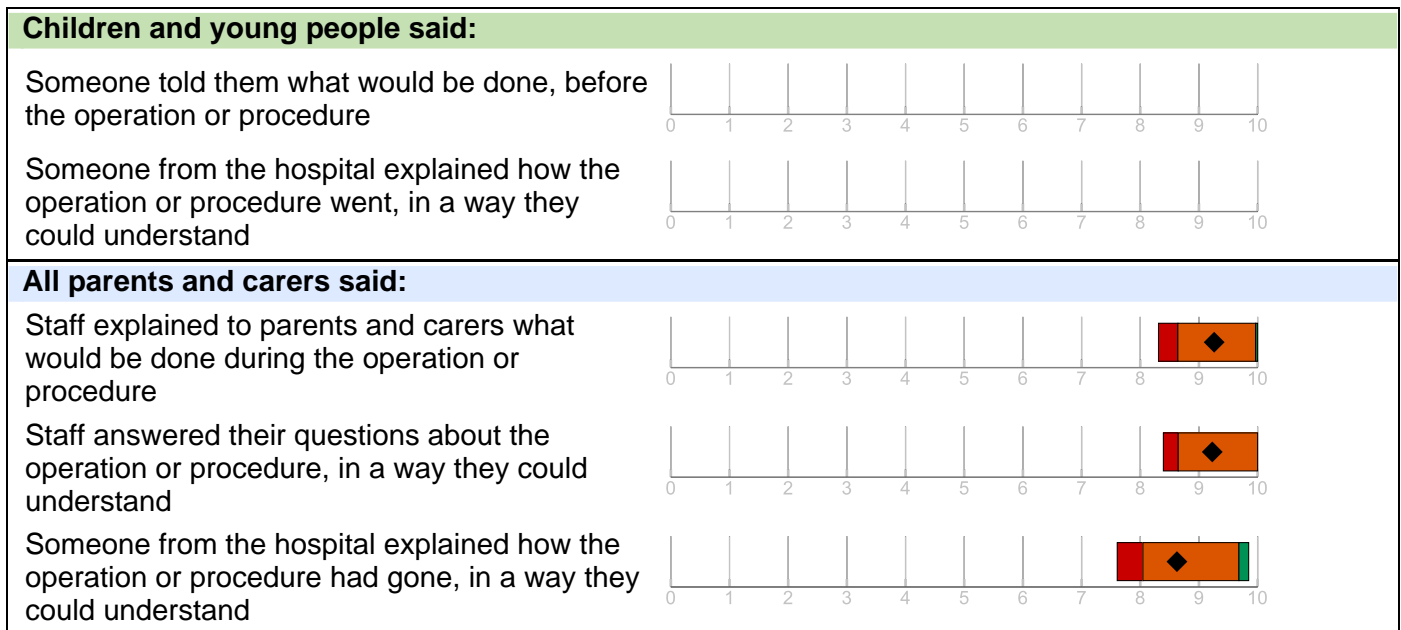 Children and young people said:
Someone told them what would be done, before
the operation or procedure
0 1 2 3 4 5 6 7 8 9 10
Someone from the hospital explained how the
operation or procedure went, in a way they
could understand
0 1 2 3 4 5 6 7 8 9 10
All parents and carers said:
Staff explained to parents and carers what
would be done during the operation or
procedure
0 1 2 3 4 5 6 7 8 9 10
Staff answered their questions about the
operation or procedure, in a way they could
understand
0 1 2 3 4 5 6 7 8 9 10
Someone from the hospital explained how the
operation or procedure had gone, in a way they
could understand
0 1 2 3 4 5 6 7 8 9 10